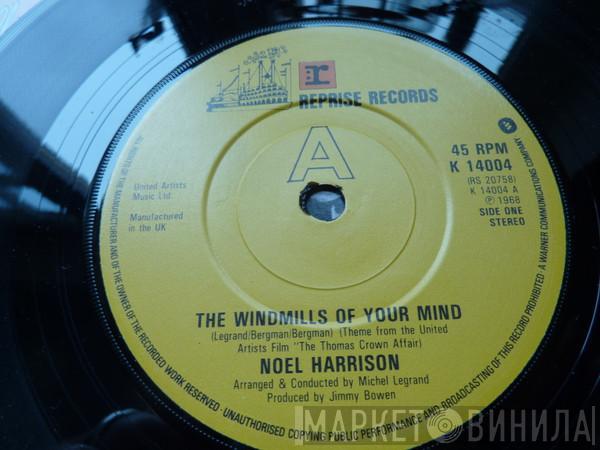 r
REPRISE RECORDS
A
45 RPM
K 14004
(RS 20758)
K 14004 A
℗ 1968
SIDE ONE
STEREO
United Artists
Music Ltd.
Manufactured
in the UK
THE WINDMILLS OF YOUR MIND
(Legrand/Bergman/Bergman) (Theme from the United
Artists Film "The Thomas Crown Affair)
NOEL HARRISON
Arranged & Conducted by Michel Legrand
Produced by Jimmy Bowen
ALL RIGHTS OF THE MANUFACTURER AND OF THE OWNER OF THE RECORDED WORK RESERVED · UNAUTHORISED COPYING PUBLIC PERFORMANCE AND BROADCASTING OF THIS RECORD PROHIBITED · A WARNER COMMUNICATIONS COMPANY
МАРКЕТ ВИНИЛА